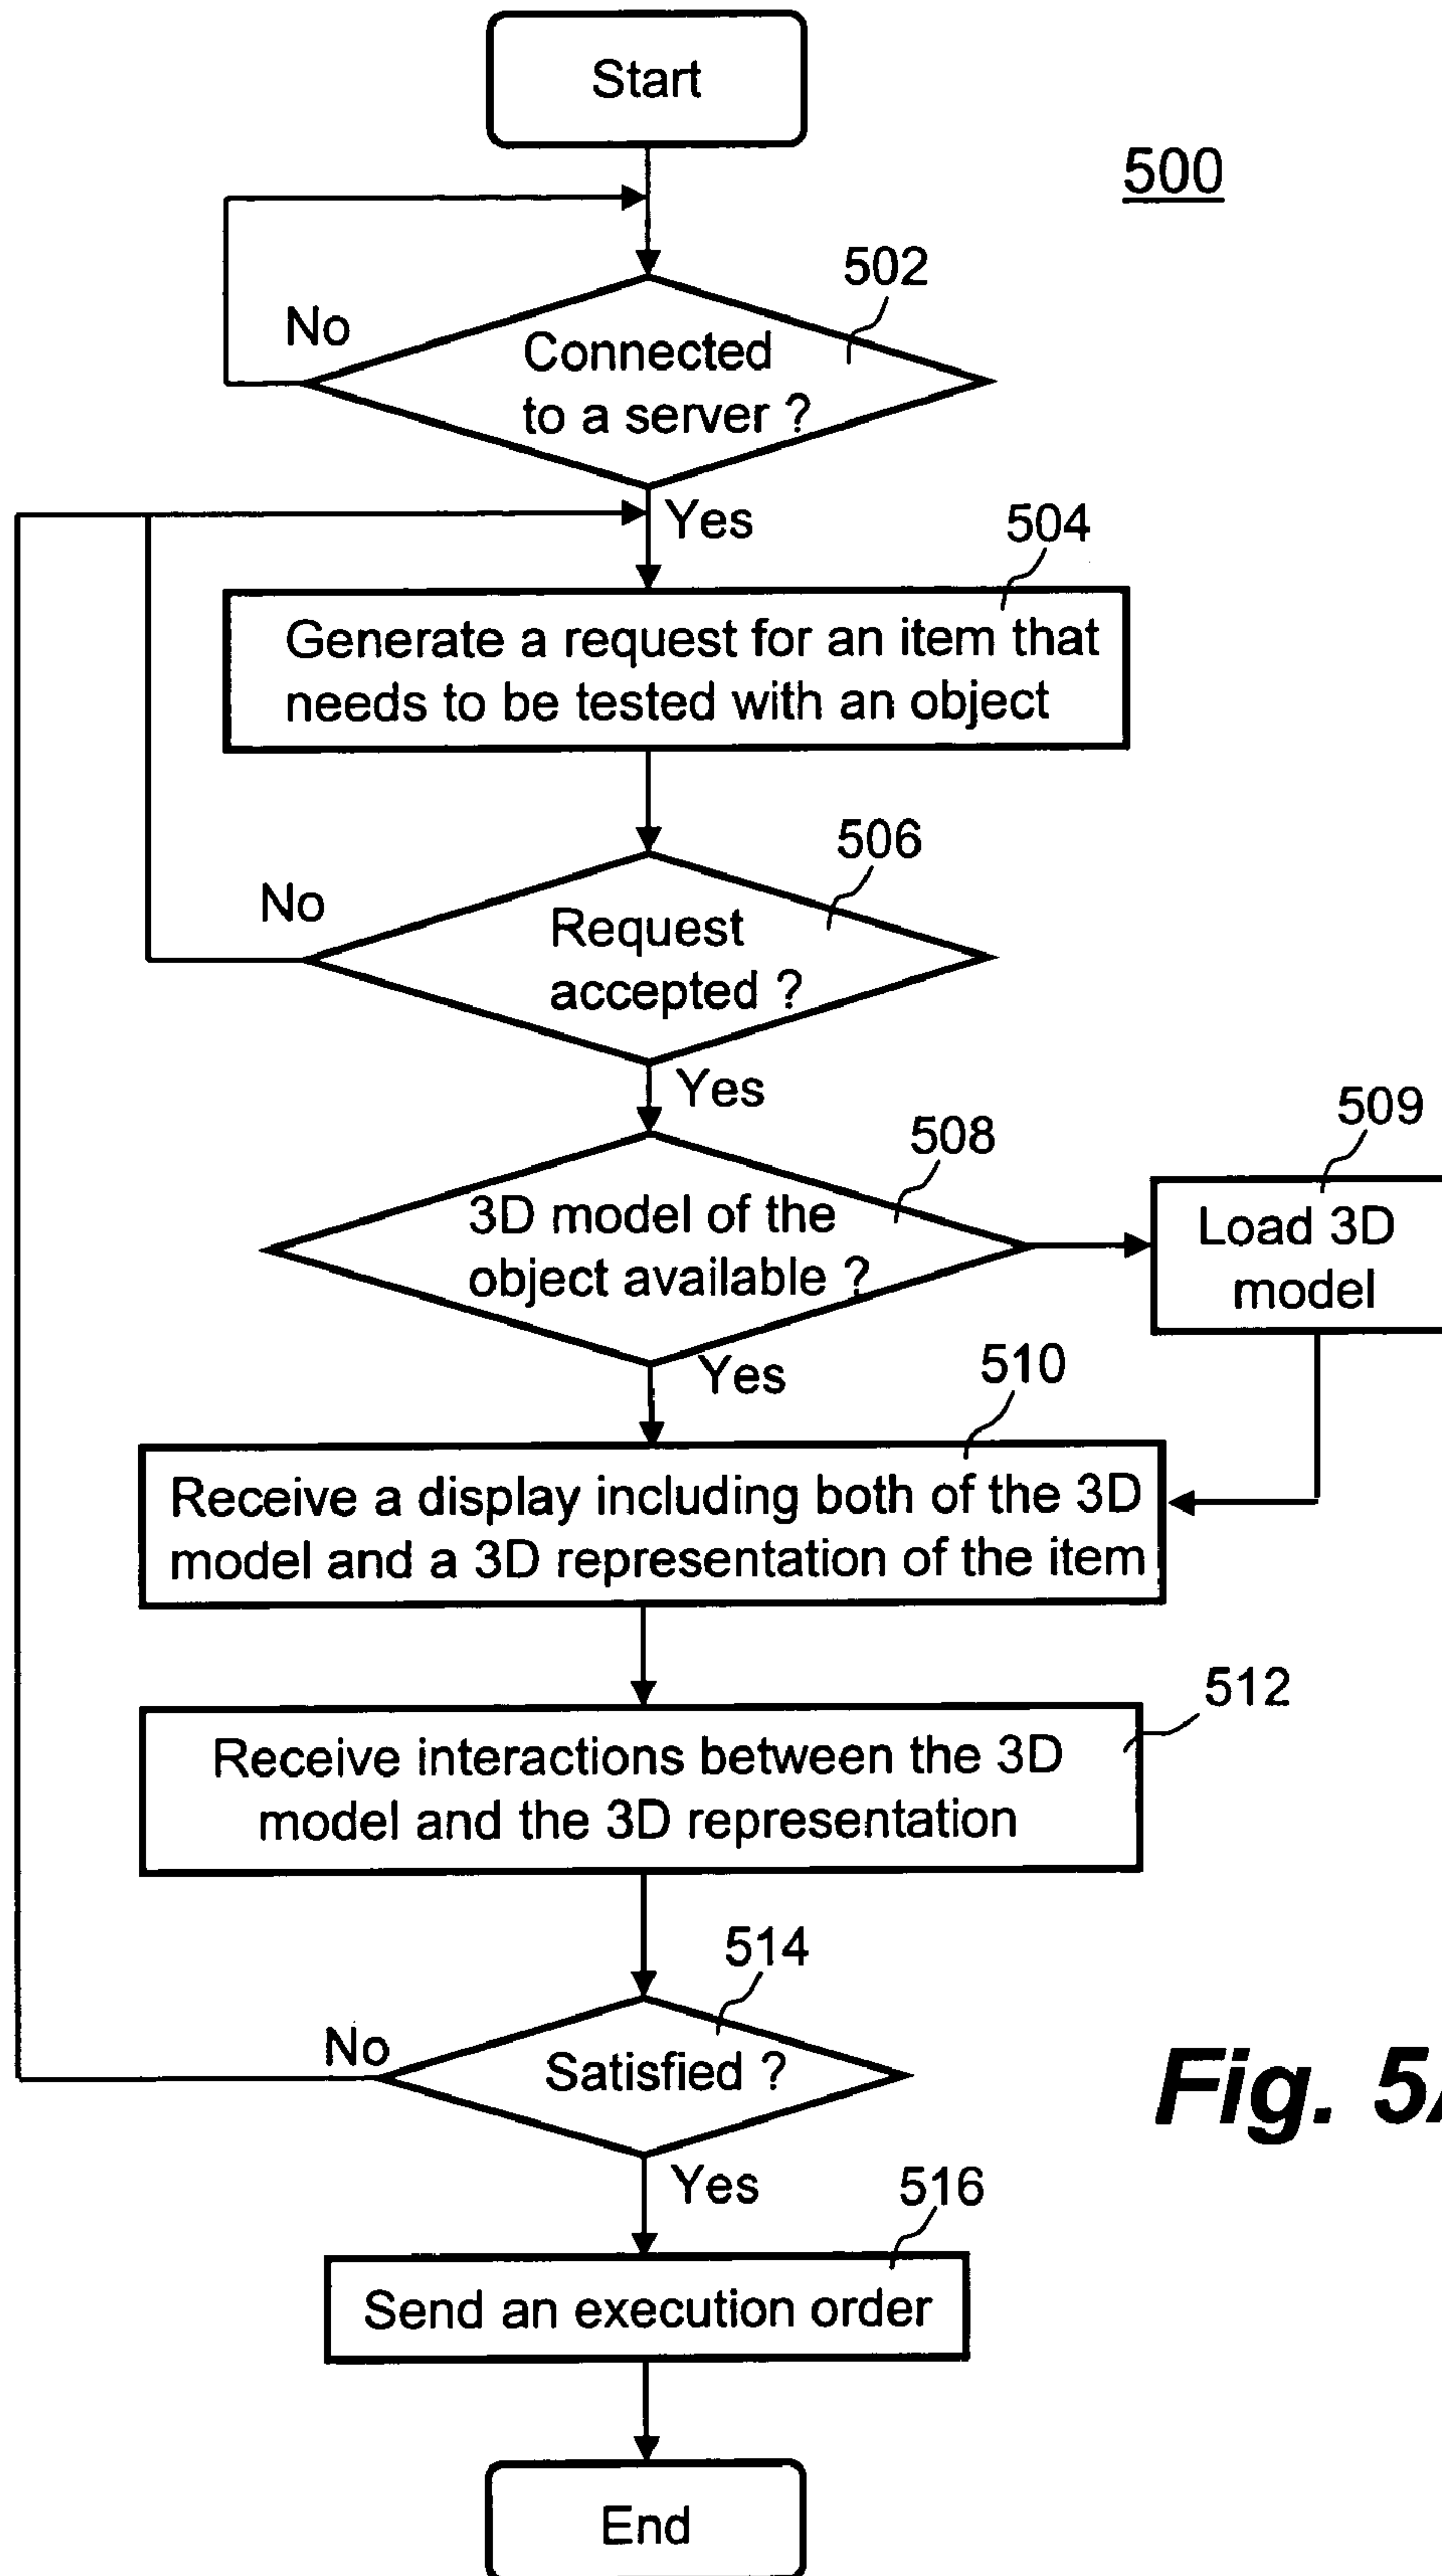 Start
500
502
No
Connected
to a server ?
Yes
504
Generate a request for an item that
needs to be tested with an object
506
No
Request
accepted ?
Yes
508
509
3D model of the
object available ?
Load 3D
model
Yes
510
Receive a display including both of the 3D
model and a 3D representation of the item
512
Receive interactions between the 3D
model and the 3D representation
514
No
Satisfied ?
Fig. 5A
Yes
516
Send an execution order
End